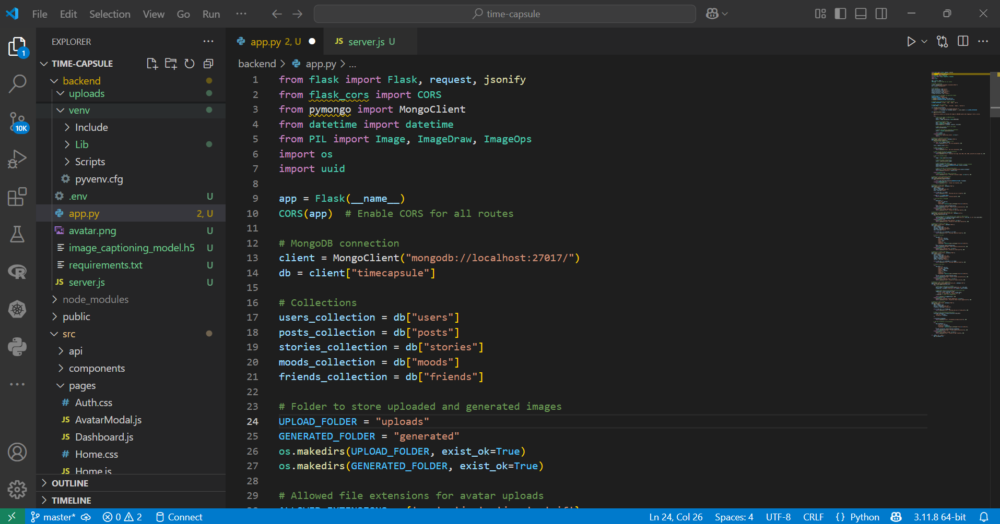 File Edit Selection View Go Run ··· time-capsule
EXPLORER
TIME-CAPSULE
backend
uploads
venv
Include
Lib
Scripts
pyvenv.cfg
.env U
app.py 2, U
avatar.png U
image_captioning_model.h5 U
requirements.txt U
JS server.js U
node_modules
public
src
api
components
pages
# Auth.css
JS AvatarModal.js
JS Dashboard.js
# Home.css
JS Home.js
OUTLINE
TIMELINE
1
10K
app.py 2, U
JS server.js U
backend > app.py > ...
1 from flask import Flask, request, jsonify
2 from flask_cors import CORS
3 from pymongo import MongoClient
4 from datetime import datetime
5 from PIL import Image, ImageDraw, ImageOps
6 import os
7 import uuid
8
9 app = Flask(__name__)
10 CORS(app)  # Enable CORS for all routes
11
12 # MongoDB connection
13 client = MongoClient("mongodb://localhost:27017/")
14 db = client["timecapsule"]
15
16 # Collections
17 users_collection = db["users"]
18 posts_collection = db["posts"]
19 stories_collection = db["stories"]
20 moods_collection = db["moods"]
21 friends_collection = db["friends"]
22
23 # Folder to store uploaded and generated images
24 UPLOAD_FOLDER = "uploads"
25 GENERATED_FOLDER = "generated"
26 os.makedirs(UPLOAD_FOLDER, exist_ok=True)
27 os.makedirs(GENERATED_FOLDER, exist_ok=True)
28
29 # Allowed file extensions for avatar uploads
master* 0 2 Connect Ln 24, Col 26 Spaces: 4 UTF-8 CRLF {} Python 3.11.8 64-bit